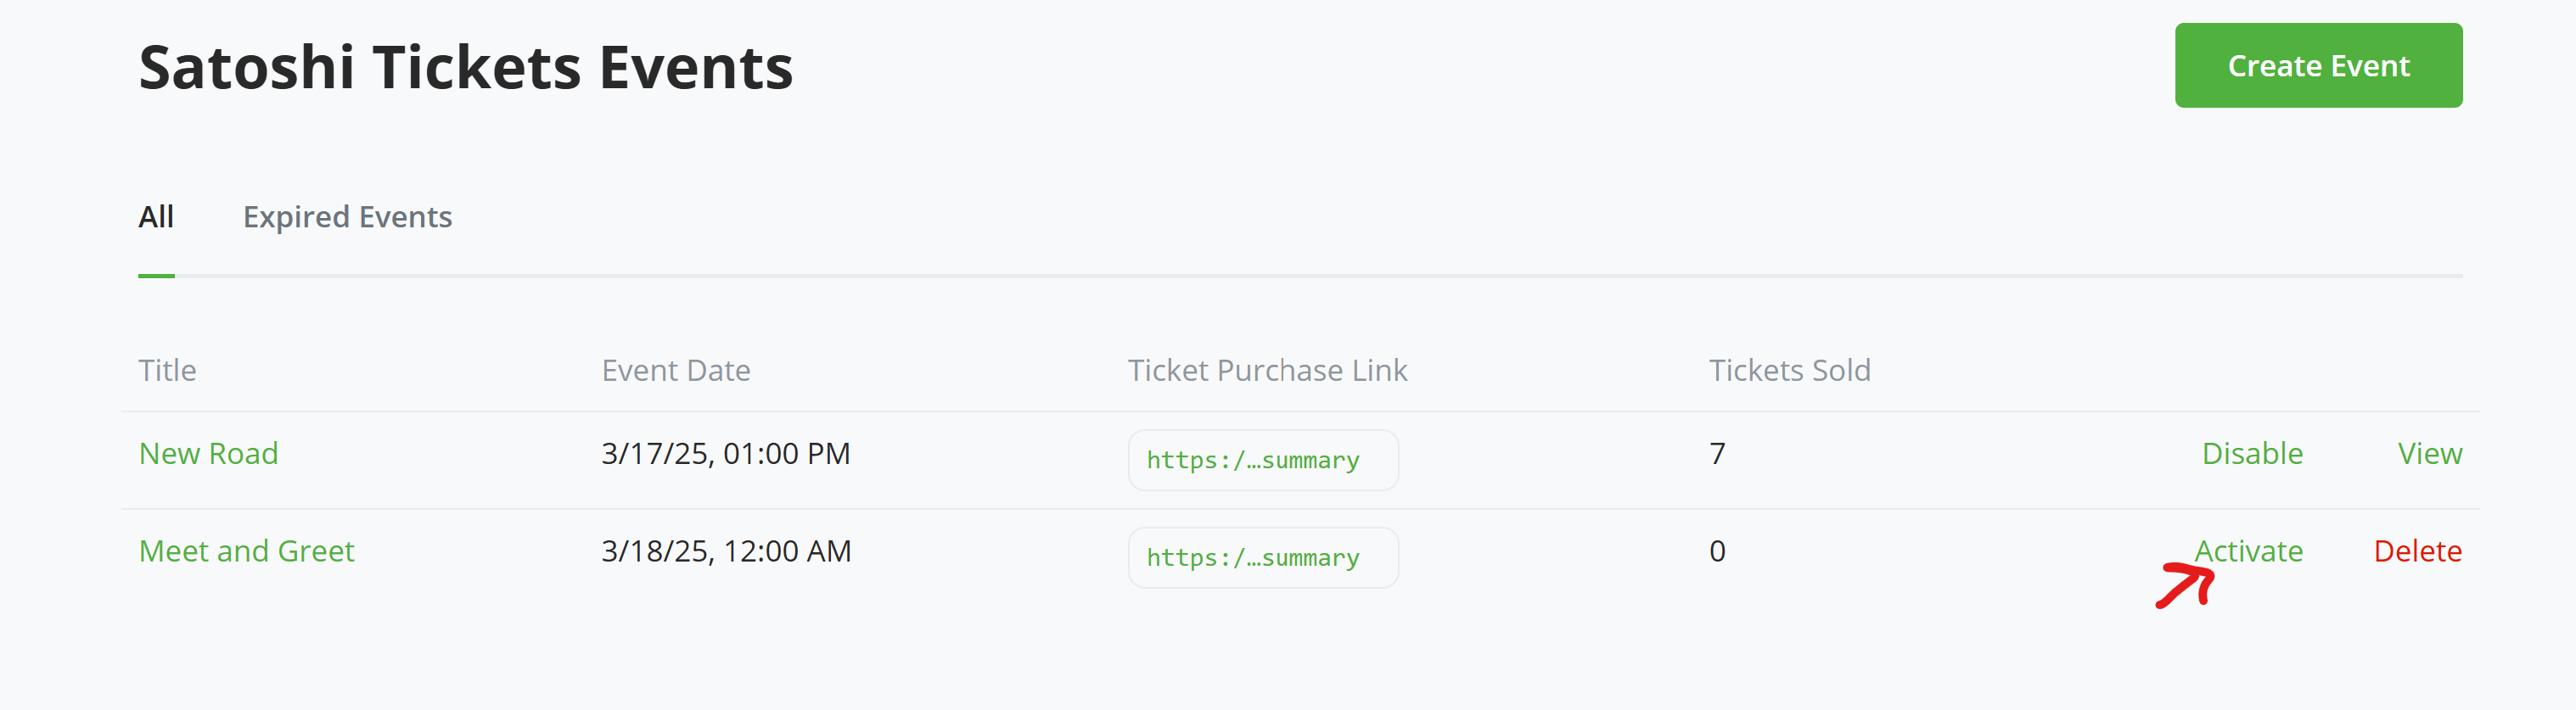 Satoshi Tickets Events
Create Event
All Expired Events
Title Event Date Ticket Purchase Link Tickets Sold
New Road 3/17/25, 01:00 PM https:/…summary 7 Disable View
Meet and Greet 3/18/25, 12:00 AM https:/…summary 0 Activate Delete